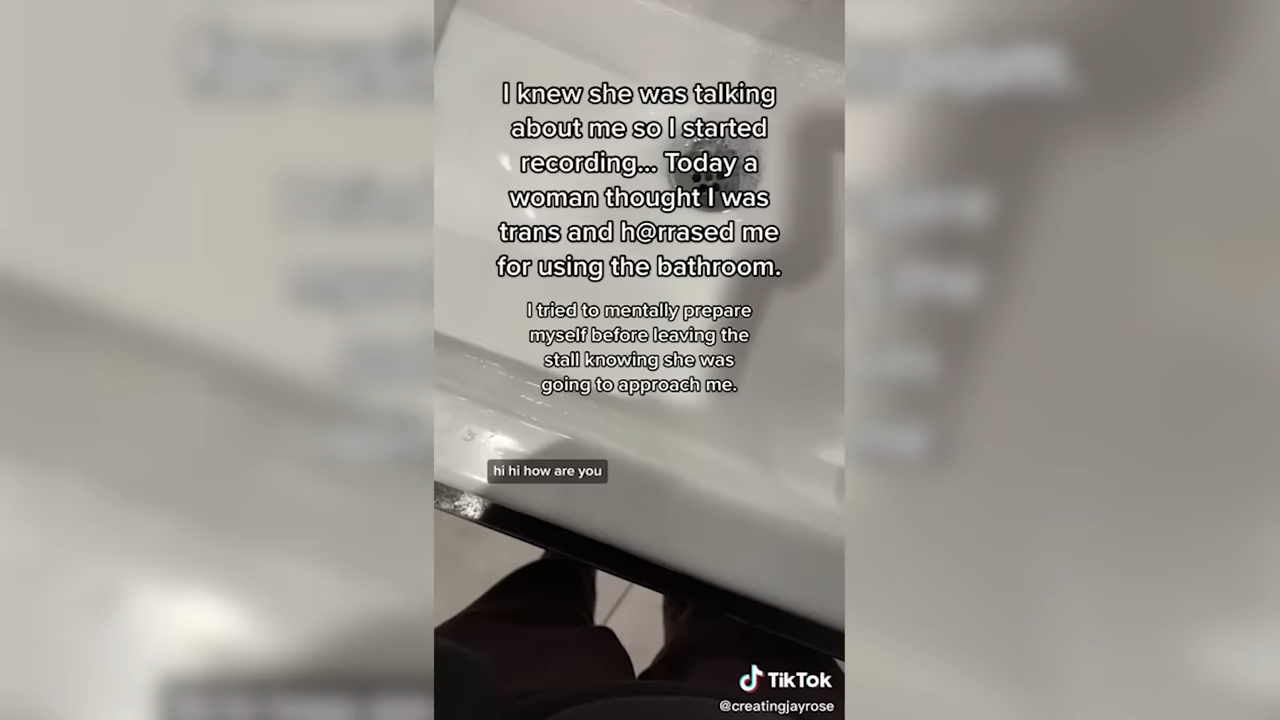 I knew she was talking
about me so I started
recording... Today a
woman thought I was
trans and h@rrased me
for using the bathroom.
I tried to mentally prepare
myself before leaving the
stall knowing she was
going to approach me.
hi hi how are you
TikTok
@creatingjayrose